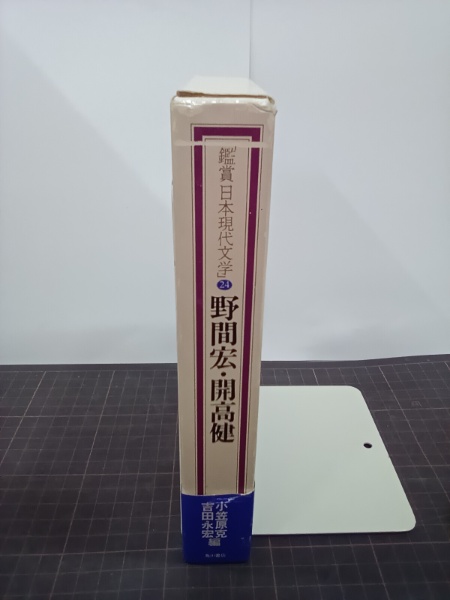 「鑑賞 日本現代文学」
24
野間宏・開高健
小笠原克
吉田永宏
編